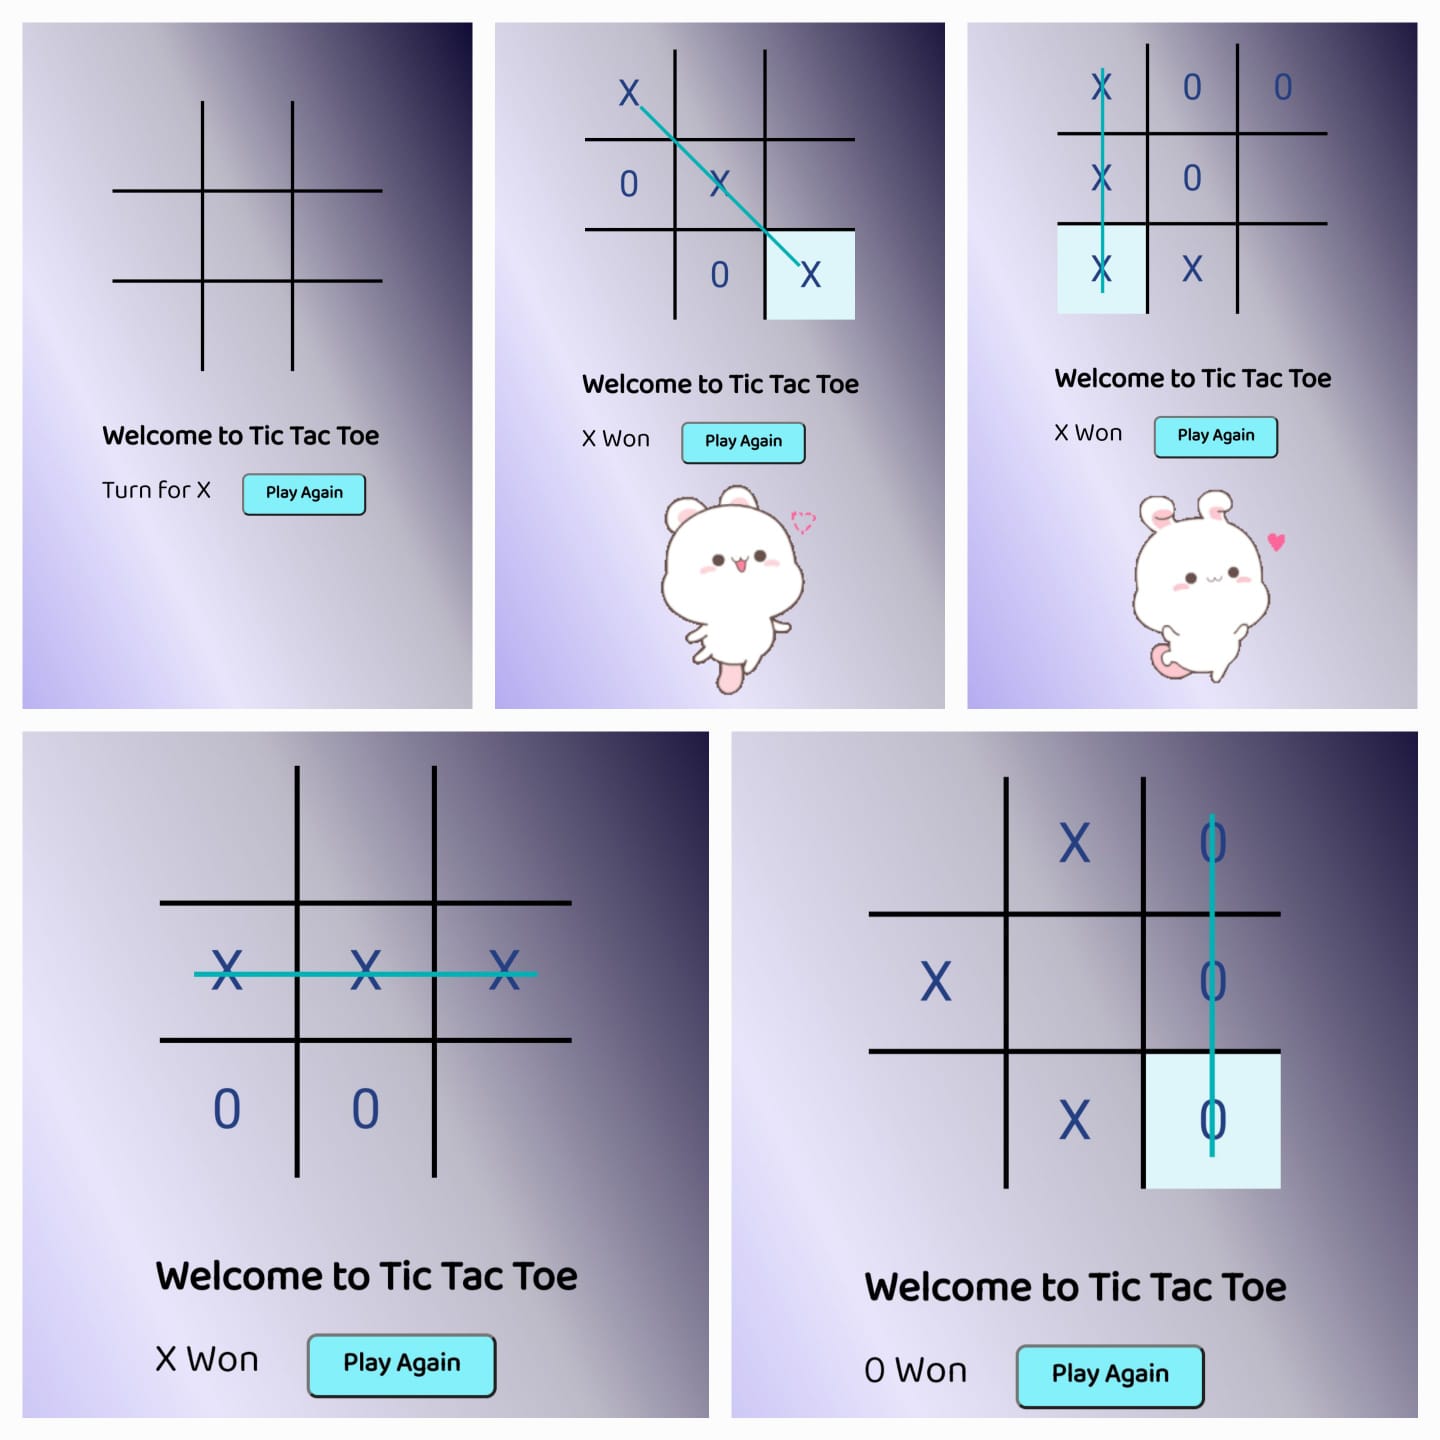 Welcome to Tic Tac Toe
Turn for X Play Again
X
0 X
0 X
Welcome to Tic Tac Toe
X Won Play Again
X 0 0
X 0
X X
Welcome to Tic Tac Toe
X Won Play Again
X X X
0 0
Welcome to Tic Tac Toe
X Won Play Again
X 0
X 0
X 0
Welcome to Tic Tac Toe
0 Won Play Again